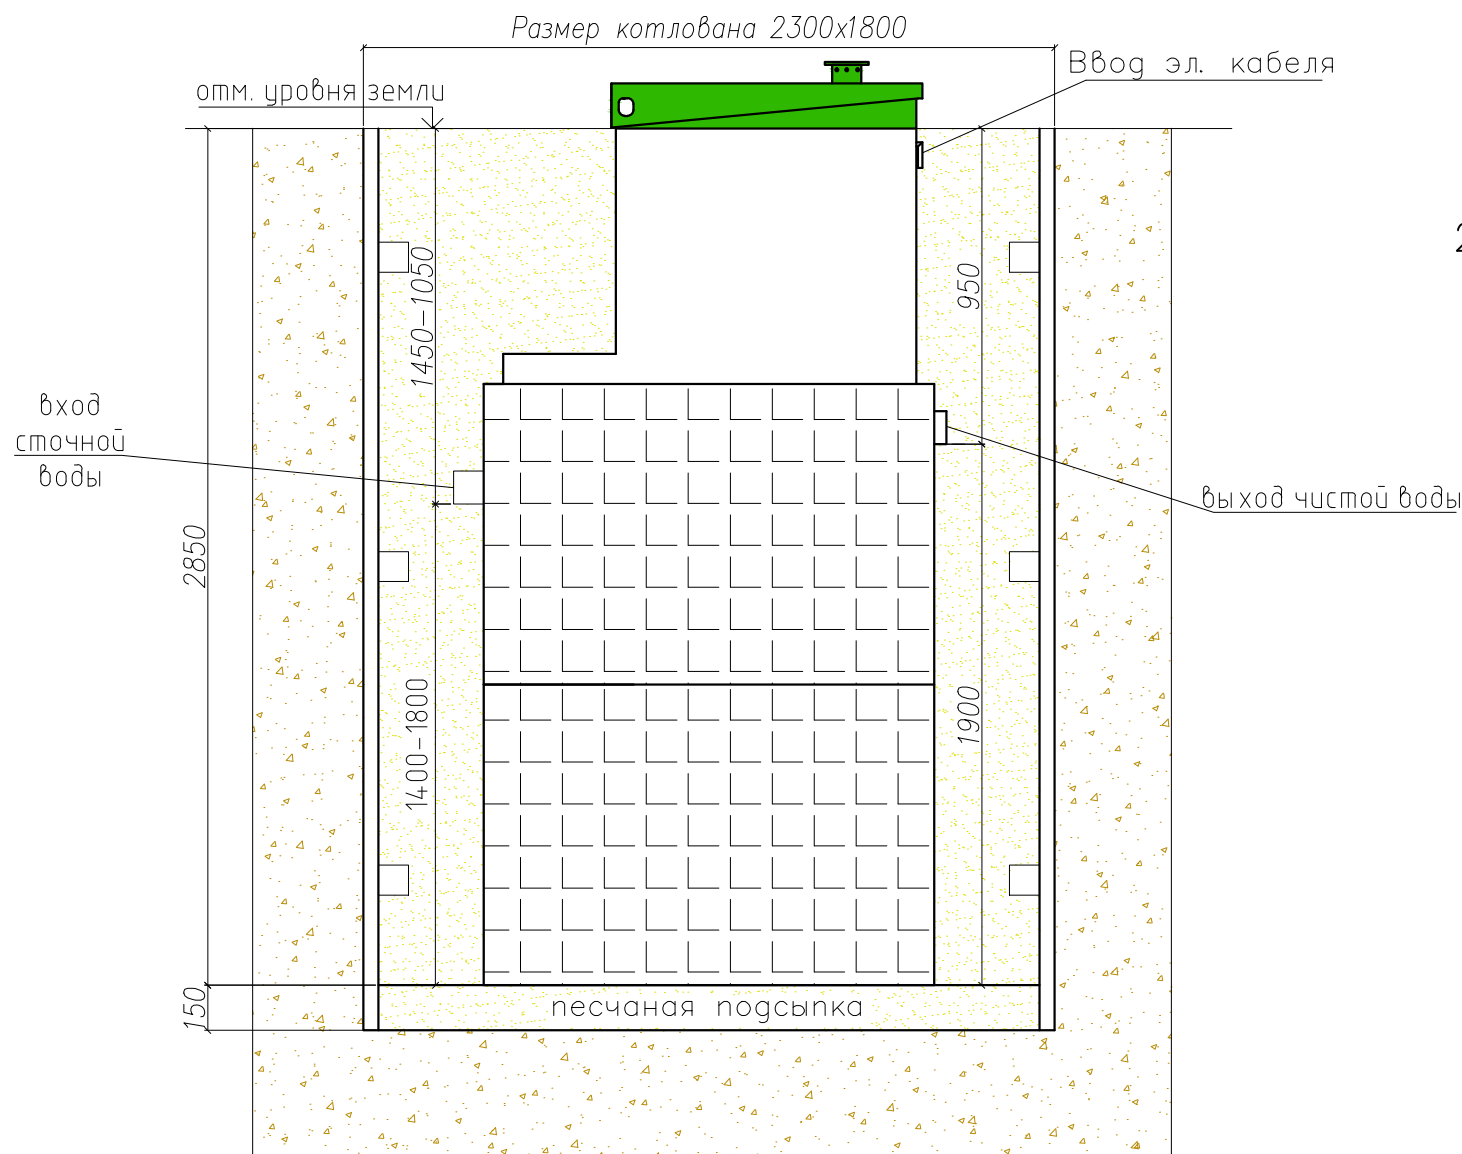 Размер котлована 2300х1800
Ввод эл. кабеля
отм. уровня земли
2
1450-1050
950
вход
сточной
воды
выход чистой воды
2850
1400-1800
1900
150
песчаная подсыпка